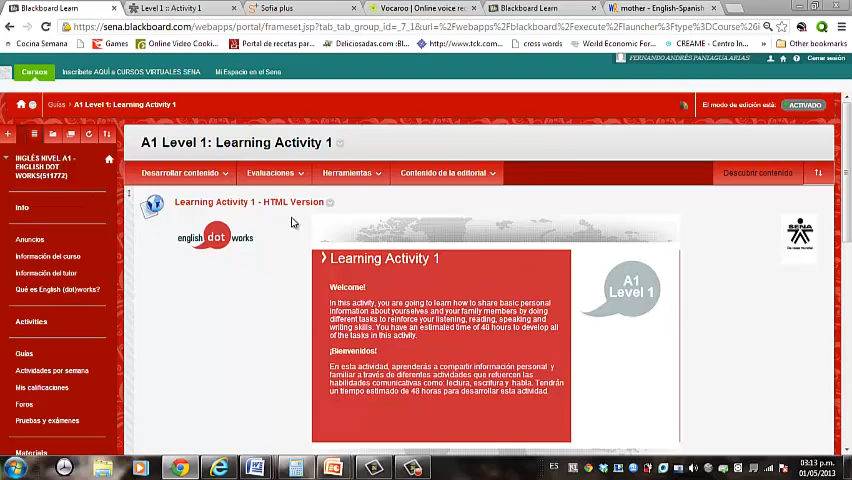 Blackboard Learn
Level 1 :: Activity 1
Sofia plus
Vocaroo | Online voice re
Blackboard Learn
mother - English-Spanish
https://sena.blackboard.com/webapps/portal/frameset.jsp?tab_tab_group_id=_7_1&url=%2Fwebapps%2Fblackboard%2Fexecute%2Flauncher%3Ftype%3DCourse%26i
Cocina Semana
Games
Online Video Cooki
Portal de recetas par
Deliciosadas.com: Blo
http://www.tck.com
cross words
World Economic For
CREAME - Centro In
Other bookmarks
FERNANDO ANDRÉS PANIAGUA ARIAS
Cerrar sesión
Cursos
Inscríbete AQUÍ a CURSOS VIRTUALES SENA
Mi Espacio en el Sena
Guías > A1 Level 1: Learning Activity 1
El modo de edición está:
ACTIVADO
A1 Level 1: Learning Activity 1
INGLÉS NIVEL A1 -
ENGLISH DOT
WORKS(511772)
Desarrollar contenido
Evaluaciones
Herramientas
Contenido de la editorial
Descubrir contenido
Info
Anuncios
Información del curso
Información del tutor
Qué es English (dot)works?
Activities
Guías
Actividades por semana
Mis calificaciones
Foros
Pruebas y exámenes
Materials
Learning Activity 1 - HTML Version
english dot works
SENA
Learning Activity 1
A1
Level 1
Welcome!
In this activity, you are going to learn how to share basic personal
information about yourselves and your family members by doing
different tasks to reinforce your listening, reading, speaking and
writing skills. You have an estimated time of 48 hours to develop all
of the tasks in this activity.
¡Bienvenidos!
En esta actividad, aprenderás a compartir información personal y
familiar a través de diferentes actividades que refuercen las
habilidades comunicativas como: lectura, escritura y habla. Tendrán
un tiempo estimado de 48 horas para desarrollar esta actividad.
ES
03:13 p.m.
01/05/2013